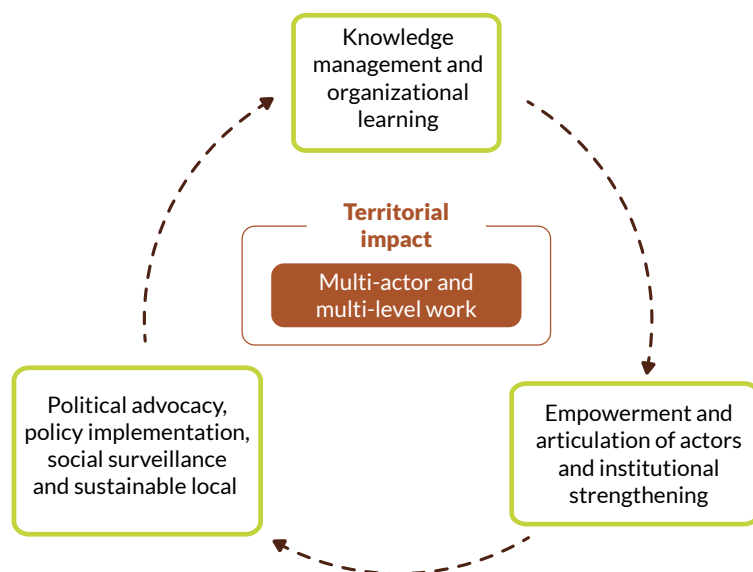 Knowledge
management and
organizational
learning
Territorial
impact
Multi-actor and
multi-level work
Political advocacy,
policy implementation,
social surveillance
and sustainable local
Empowerment and
articulation of actors
and institutional
strengthening